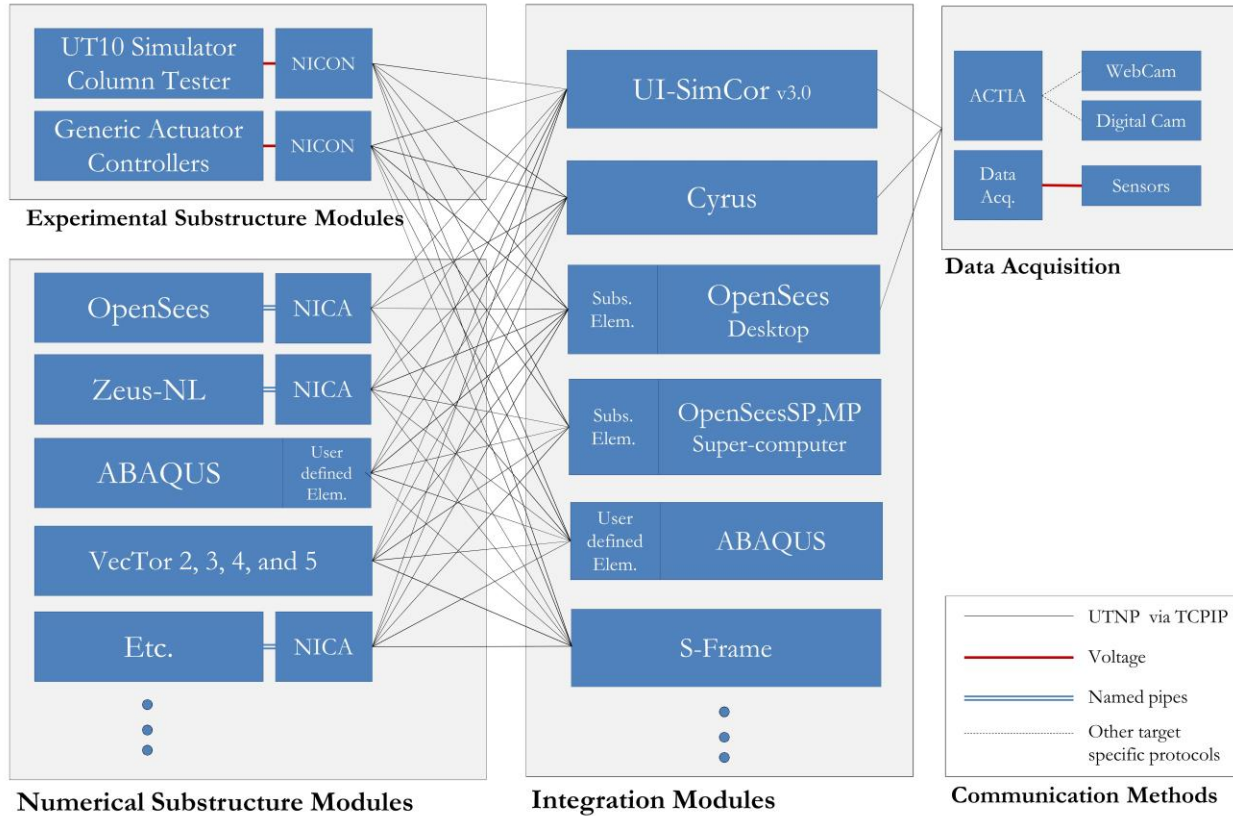 UT10 Simulator
Column Tester
NICON
Generic Actuator
Controllers
NICON
Experimental Substructure Modules
OpenSees
NICA
Zeus-NL
NICA
ABAQUS
User
defined
Elem.
VecTor 2, 3, 4, and 5
Etc.
NICA
Numerical Substructure Modules
UI-SimCor v3.0
Cyrus
Subs.
Elem.
OpenSees
Desktop
Subs.
Elem.
OpenSeesSP,MP
Super-computer
User
defined
Elem.
ABAQUS
S-Frame
Integration Modules
ACTIA
WebCam
Digital Cam
Data
Acq.
Sensors
Data Acquisition
UTNP via TCPIP
Voltage
Named pipes
Other target
specific protocols
Communication Methods